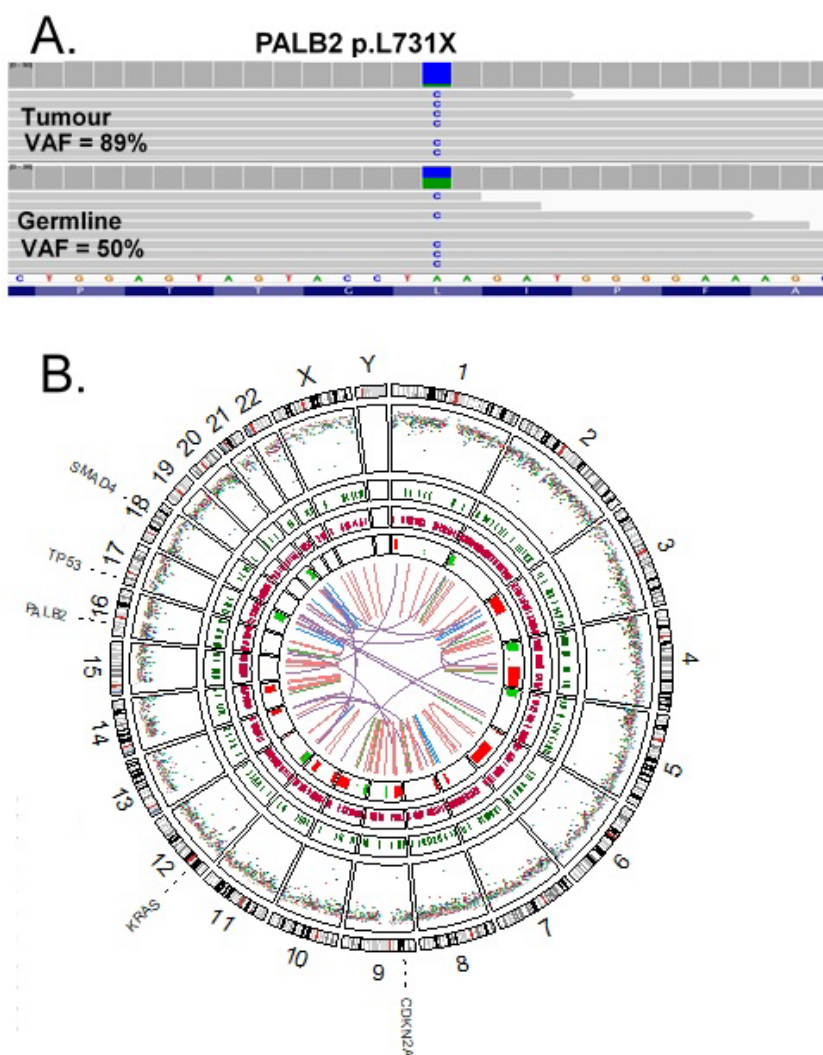 A.
PALB2 p.L731X
C
C
C
C
Tumour
VAF = 89%
C
C
C
C
Germline
VAF = 50%
C
C
C
C T G G A G T A G T A C C T A A G A T G G G G A A A G
P T T G L I P F A
B.
X Y 1
22
21
20
19
18
17
16
15
14
13
12
11
10
9
8
7
6
5
4
3
2
SMAD4
TP53
PALB2
KRAS
CDKN2A